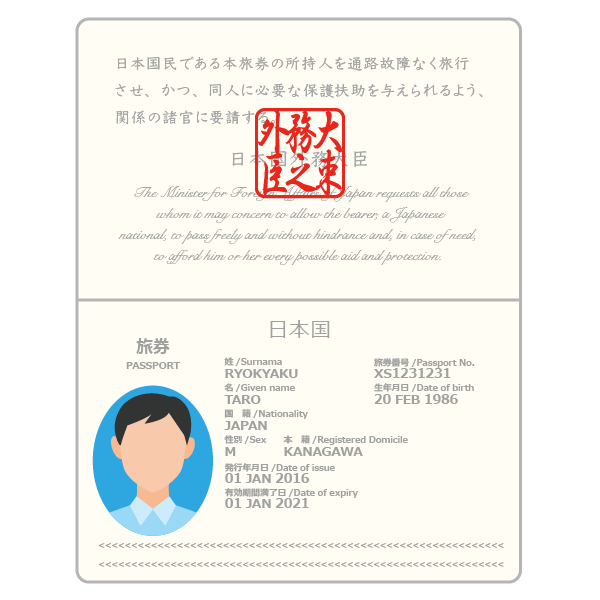 日本国民である本旅券の所持人を通路故障なく旅行
させ、かつ、同人に必要な保護扶助を与えられるよう、
関係の諸官に要請する。
日本国外務大臣
The Minister for Foreign Affairs of Japan requests all those
whom it may concern to allow the bearer, a Japanese
national, to pass freely and without hindrance and, in case of need,
to afford him or her every possible aid and protection.
日本国
旅券
PASSPORT
姓 /Surnama
RYOKYAKU
旅券番号 /Passport No.
XS1231231
名 /Given name
TARO
生年月日 /Date of birth
20 FEB 1986
国 籍 /Nationality
JAPAN
性別 /Sex
M
本 籍 /Registered Domicile
KANAGAWA
発行年月日 /Date of issue
01 JAN 2016
有効期間満了日 /Date of expiry
01 JAN 2021